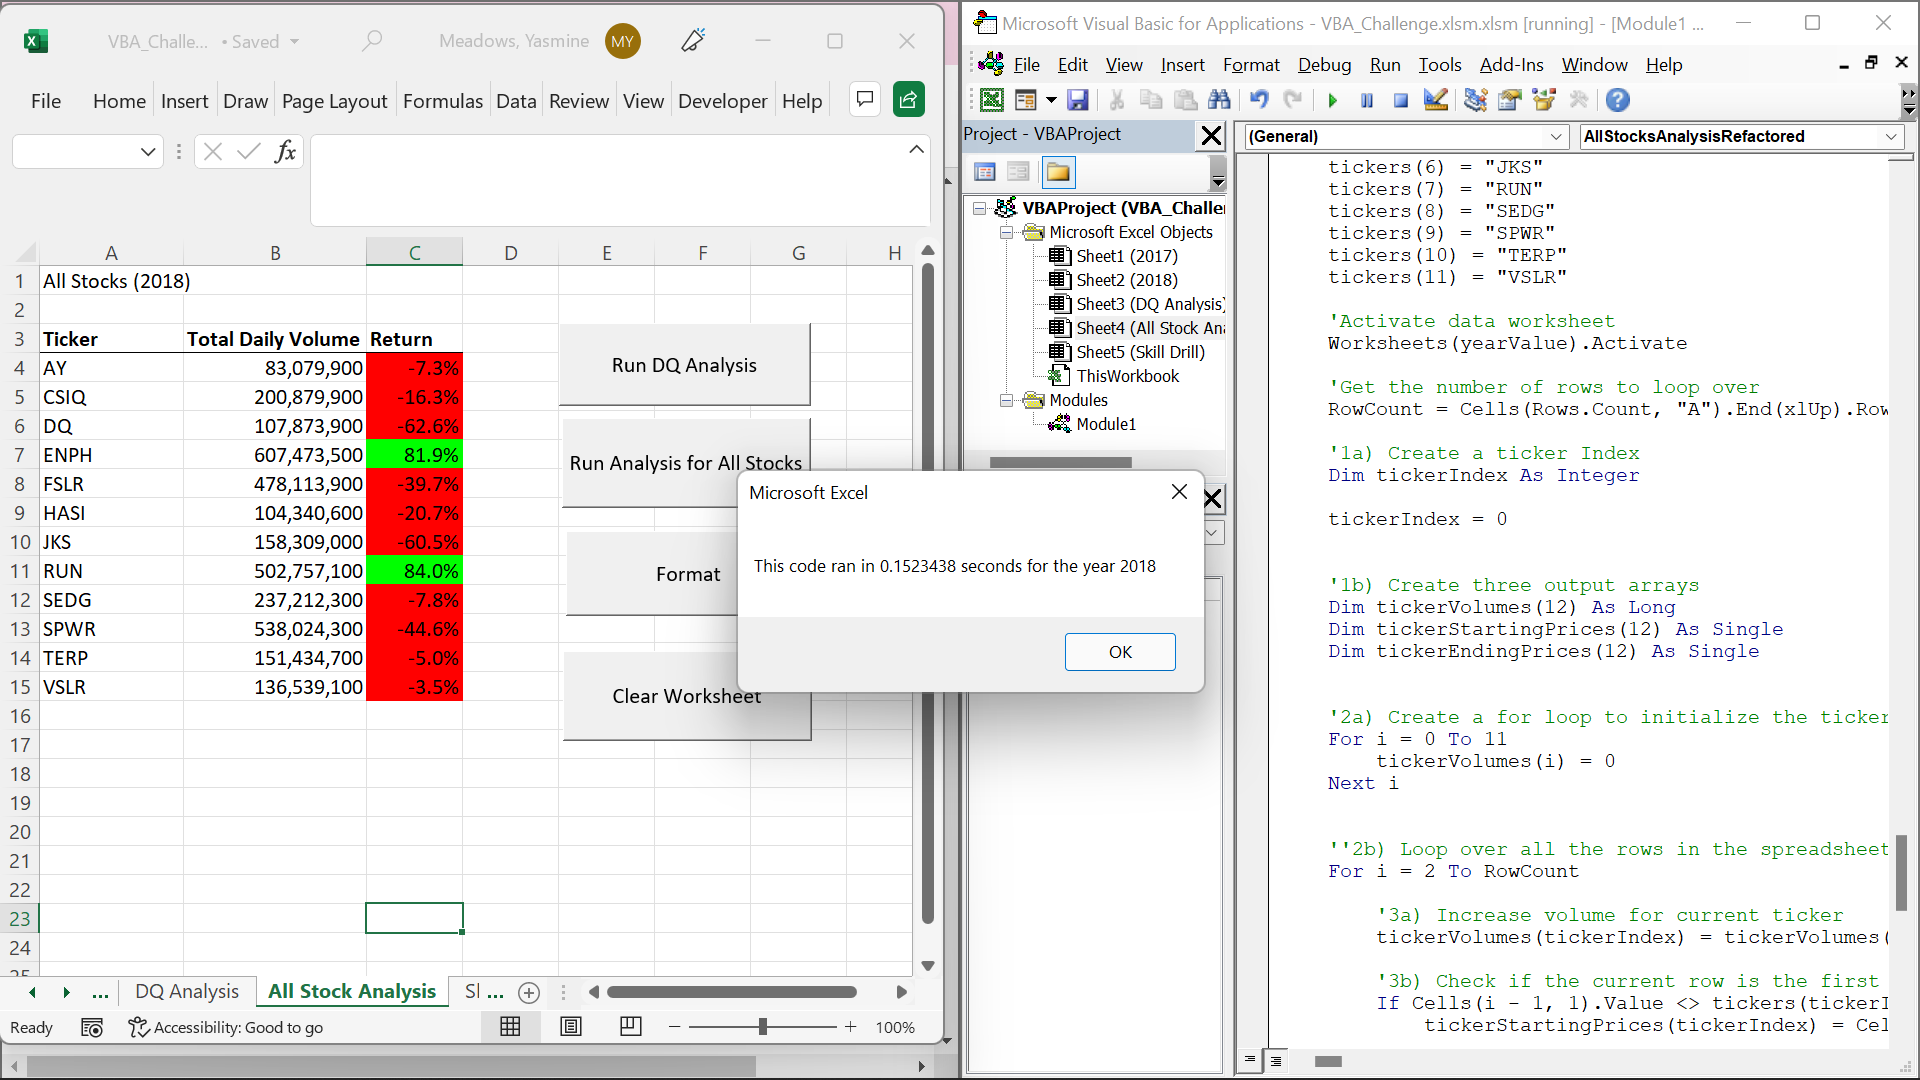 VBA_Challe... • Saved
Meadows, Yasmine
MY
File Home Insert Draw Page Layout Formulas Data Review View Developer Help
fx
A B C D E F G H
1 All Stocks (2018)
2
3 Ticker Total Daily Volume Return
4 AY 83,079,900 -7.3%
5 CSIQ 200,879,900 -16.3%
6 DQ 107,873,900 -62.6%
7 ENPH 607,473,500 81.9%
8 FSLR 478,113,900 -39.7%
9 HASI 104,340,600 -20.7%
10 JKS 158,309,000 -60.5%
11 RUN 502,757,100 84.0%
12 SEDG 237,212,300 -7.8%
13 SPWR 538,024,300 -44.6%
14 TERP 151,434,700 -5.0%
15 VSLR 136,539,100 -3.5%
16
17
18
19
20
21
22
23
24
25
Run DQ Analysis
Run Analysis for All Stocks
Format
Clear Worksheet
... DQ Analysis All Stock Analysis Sl ...
Ready
Accessibility: Good to go
100%
Microsoft Excel
This code ran in 0.1523438 seconds for the year 2018
OK
Microsoft Visual Basic for Applications - VBA_Challenge.xlsm.xlsm [running] - [Module1 ...
File Edit View Insert Format Debug Run Tools Add-Ins Window Help
Project - VBAProject
VBAProject (VBA_Challe
Microsoft Excel Objects
Sheet1 (2017)
Sheet2 (2018)
Sheet3 (DQ Analysis)
Sheet4 (All Stock Ana
Sheet5 (Skill Drill)
ThisWorkbook
Modules
Module1
(General)
AllStocksAnalysisRefactored
tickers(6) = "JKS"
tickers(7) = "RUN"
tickers(8) = "SEDG"
tickers(9) = "SPWR"
tickers(10) = "TERP"
tickers(11) = "VSLR"
'Activate data worksheet
Worksheets(yearValue).Activate
'Get the number of rows to loop over
RowCount = Cells(Rows.Count, "A").End(xlUp).Row
'1a) Create a ticker Index
Dim tickerIndex As Integer
tickerIndex = 0
'1b) Create three output arrays
Dim tickerVolumes(12) As Long
Dim tickerStartingPrices(12) As Single
Dim tickerEndingPrices(12) As Single
'2a) Create a for loop to initialize the ticker
For i = 0 To 11
tickerVolumes(i) = 0
Next i
''2b) Loop over all the rows in the spreadsheet
For i = 2 To RowCount
'3a) Increase volume for current ticker
tickerVolumes(tickerIndex) = tickerVolumes(
'3b) Check if the current row is the first
If Cells(i - 1, 1).Value <> tickers(tickerI
tickerStartingPrices(tickerIndex) = Cel